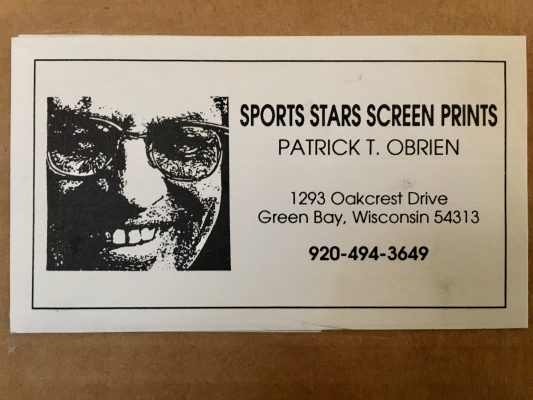 SPORTS STARS SCREEN PRINTS
PATRICK T. OBRIEN
1293 Oakcrest Drive
Green Bay, Wisconsin 54313
920-494-3649